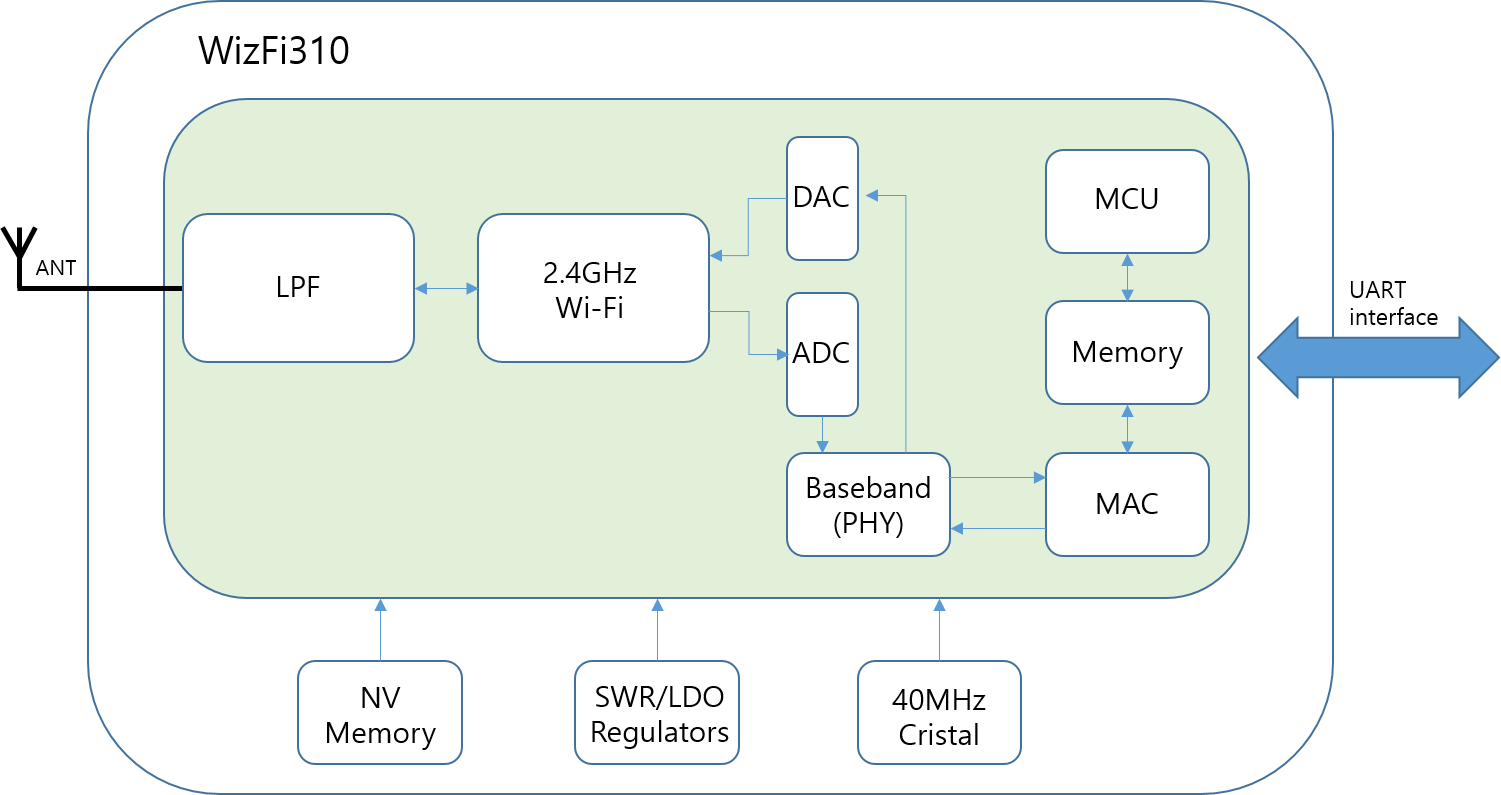 WizFi310
ANT
LPF
2.4GHz
Wi-Fi
DAC
ADC
Baseband
(PHY)
MCU
Memory
MAC
UART
interface
NV
Memory
SWR/LDO
Regulators
40MHz
Cristal